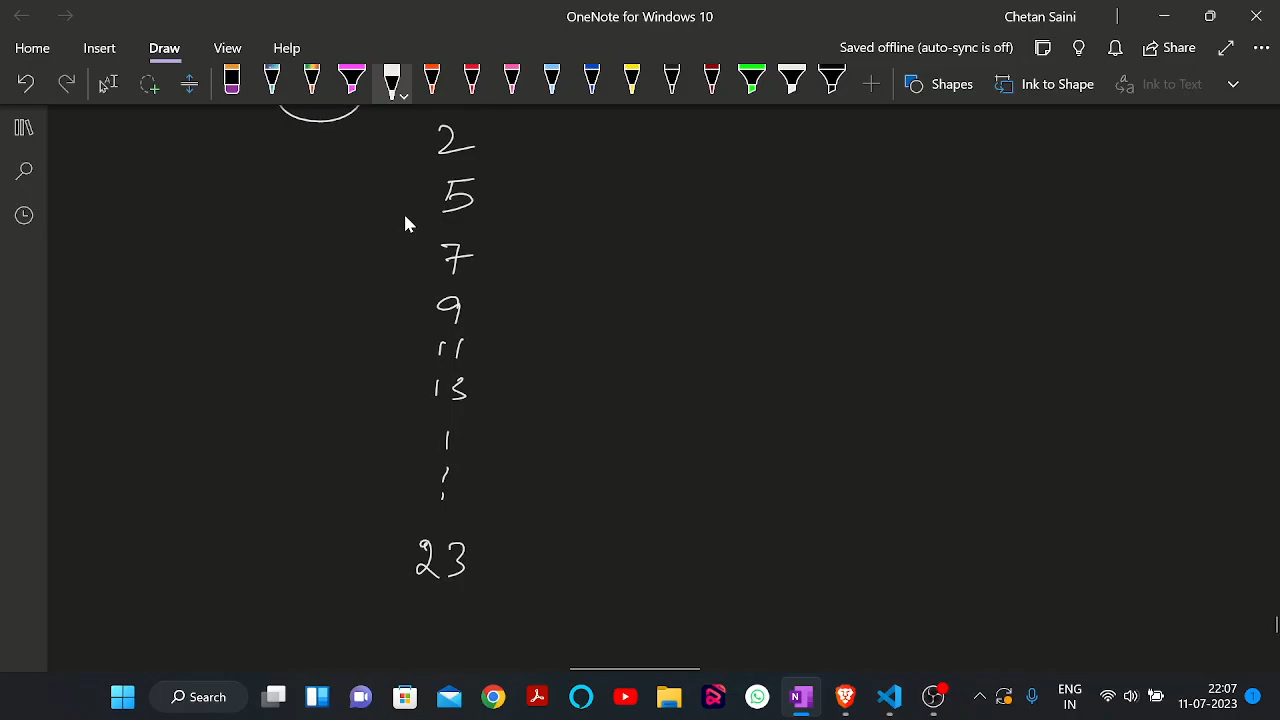 OneNote for Windows 10
Chetan Saini
Home Insert Draw View Help
Saved offline (auto-sync is off)
Share
Shapes
Ink to Shape
Ink to Text
2
5
7
9
11
13
23
Search
ENG
IN
22:07
11-07-2023
1